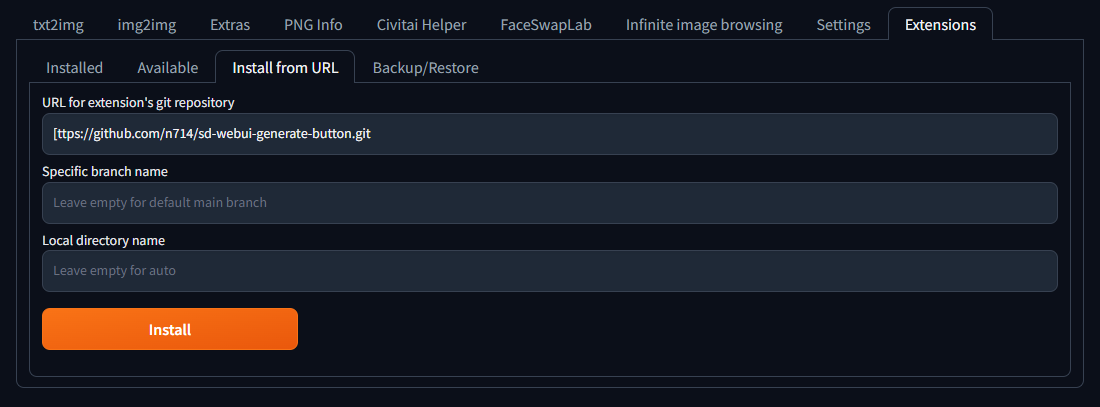 txt2img img2img Extras PNG Info Civitai Helper FaceSwapLab Infinite image browsing Settings Extensions
Installed Available Install from URL Backup/Restore
URL for extension's git repository
[ttps://github.com/n714/sd-webui-generate-button.git
Specific branch name
Leave empty for default main branch
Local directory name
Leave empty for auto
Install